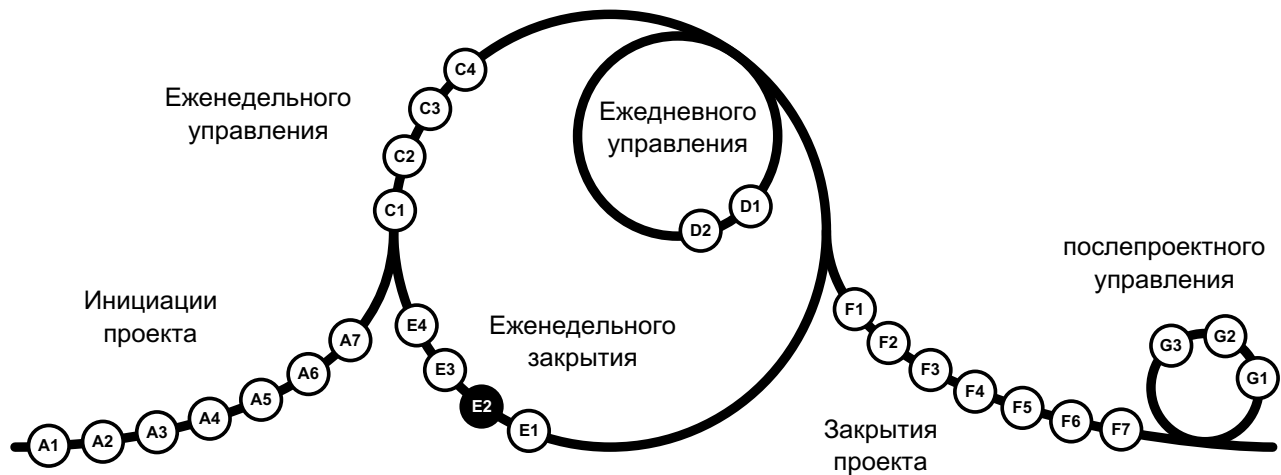 Еженедельного
управления
C4
C3
C2
C1
Ежедневного
управления
D1
D2
Инициации
проекта
A1
A2
A3
A4
A5
A6
A7
Еженедельного
закрытия
E4
E3
E2
E1
F1
F2
F3
F4
F5
F6
F7
Закрытия
проекта
послепроектного
управления
G3
G2
G1